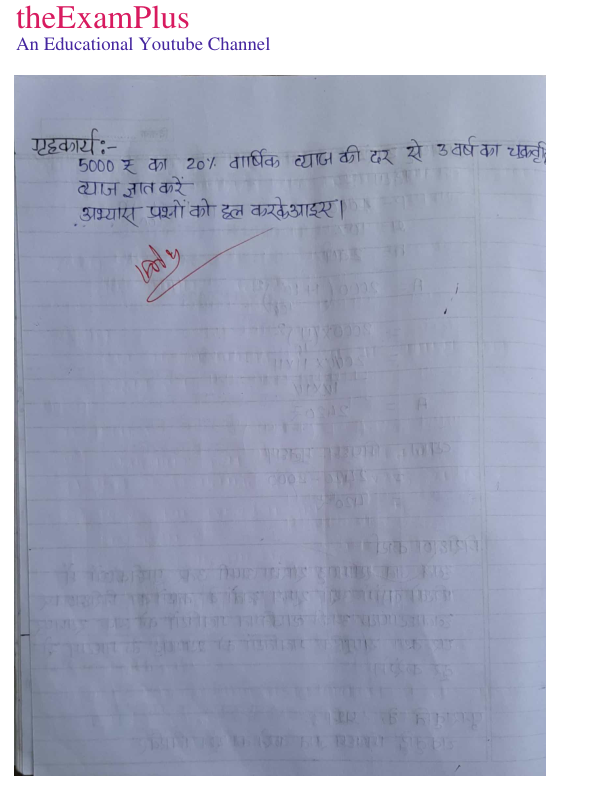 theExamPlus
An Educational Youtube Channel
गृहकार्य:-
5000 ₹ का 20% वार्षिक ब्याज की दर से 3 वर्ष का चक्रवृद्धि
ब्याज ज्ञात करें
अभ्यास प्रश्नों को हल करके आइए।